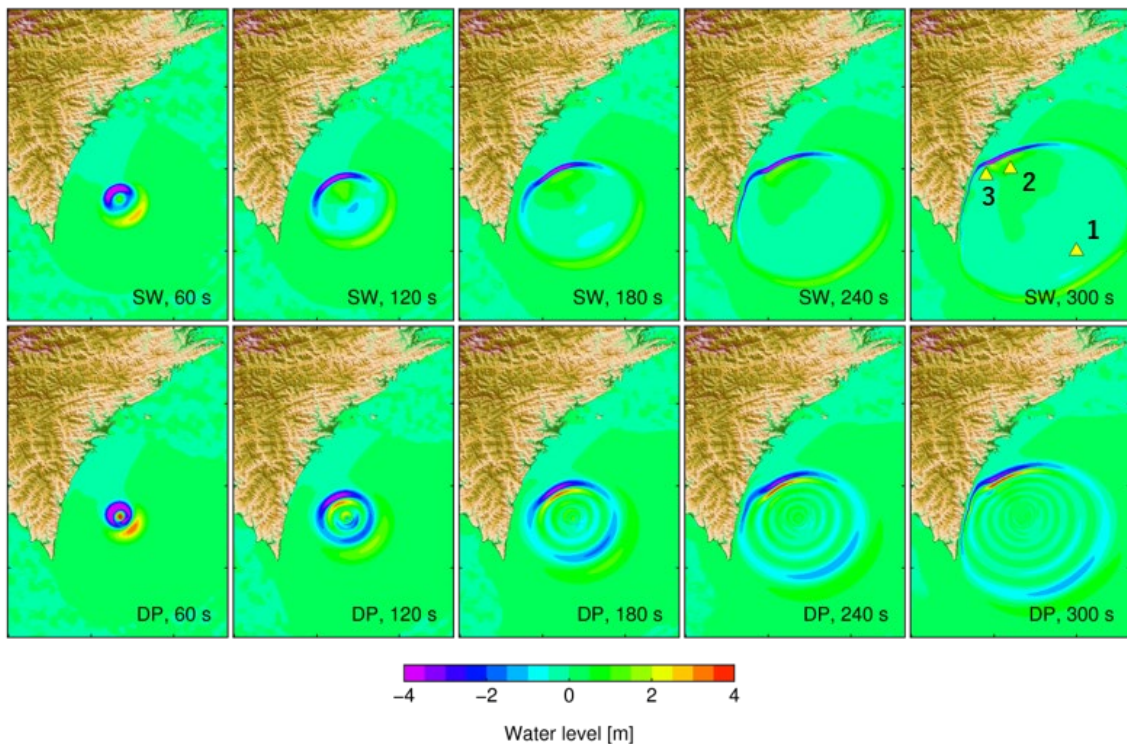 SW, 60 s
SW, 120 s
SW, 180 s
SW, 240 s
3
2
1
SW, 300 s
DP, 60 s
DP, 120 s
DP, 180 s
DP, 240 s
DP, 300 s
−4 −2 0 2 4
Water level [m]